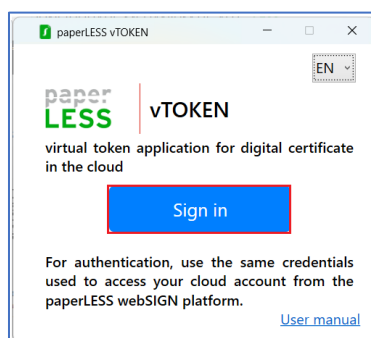 paperLESS vTOKEN
EN
paper
LESS
vTOKEN
virtual token application for digital certificate
in the cloud
Sign in
For authentication, use the same credentials
used to access your cloud account from the
paperLESS webSIGN platform.
User manual